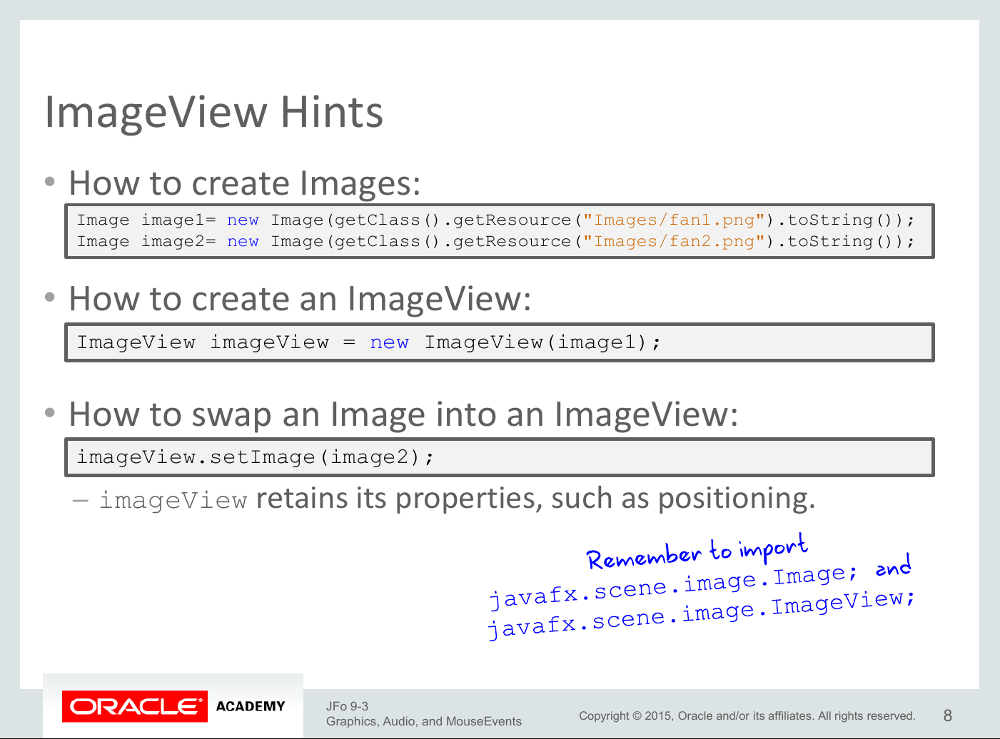 ImageView Hints
• How to create Images:
Image image1= new Image(getClass().getResource("Images/fan1.png").toString());
Image image2= new Image(getClass().getResource("Images/fan2.png").toString());
• How to create an ImageView:
ImageView imageView = new ImageView(image1);
• How to swap an Image into an ImageView:
imageView.setImage(image2);
– imageView retains its properties, such as positioning.
Remember to import
javafx.scene.image.Image; and
javafx.scene.image.ImageView;
ORACLE® ACADEMY
JFo 9-3
Graphics, Audio, and MouseEvents
Copyright © 2015, Oracle and/or its affiliates. All rights reserved.
8